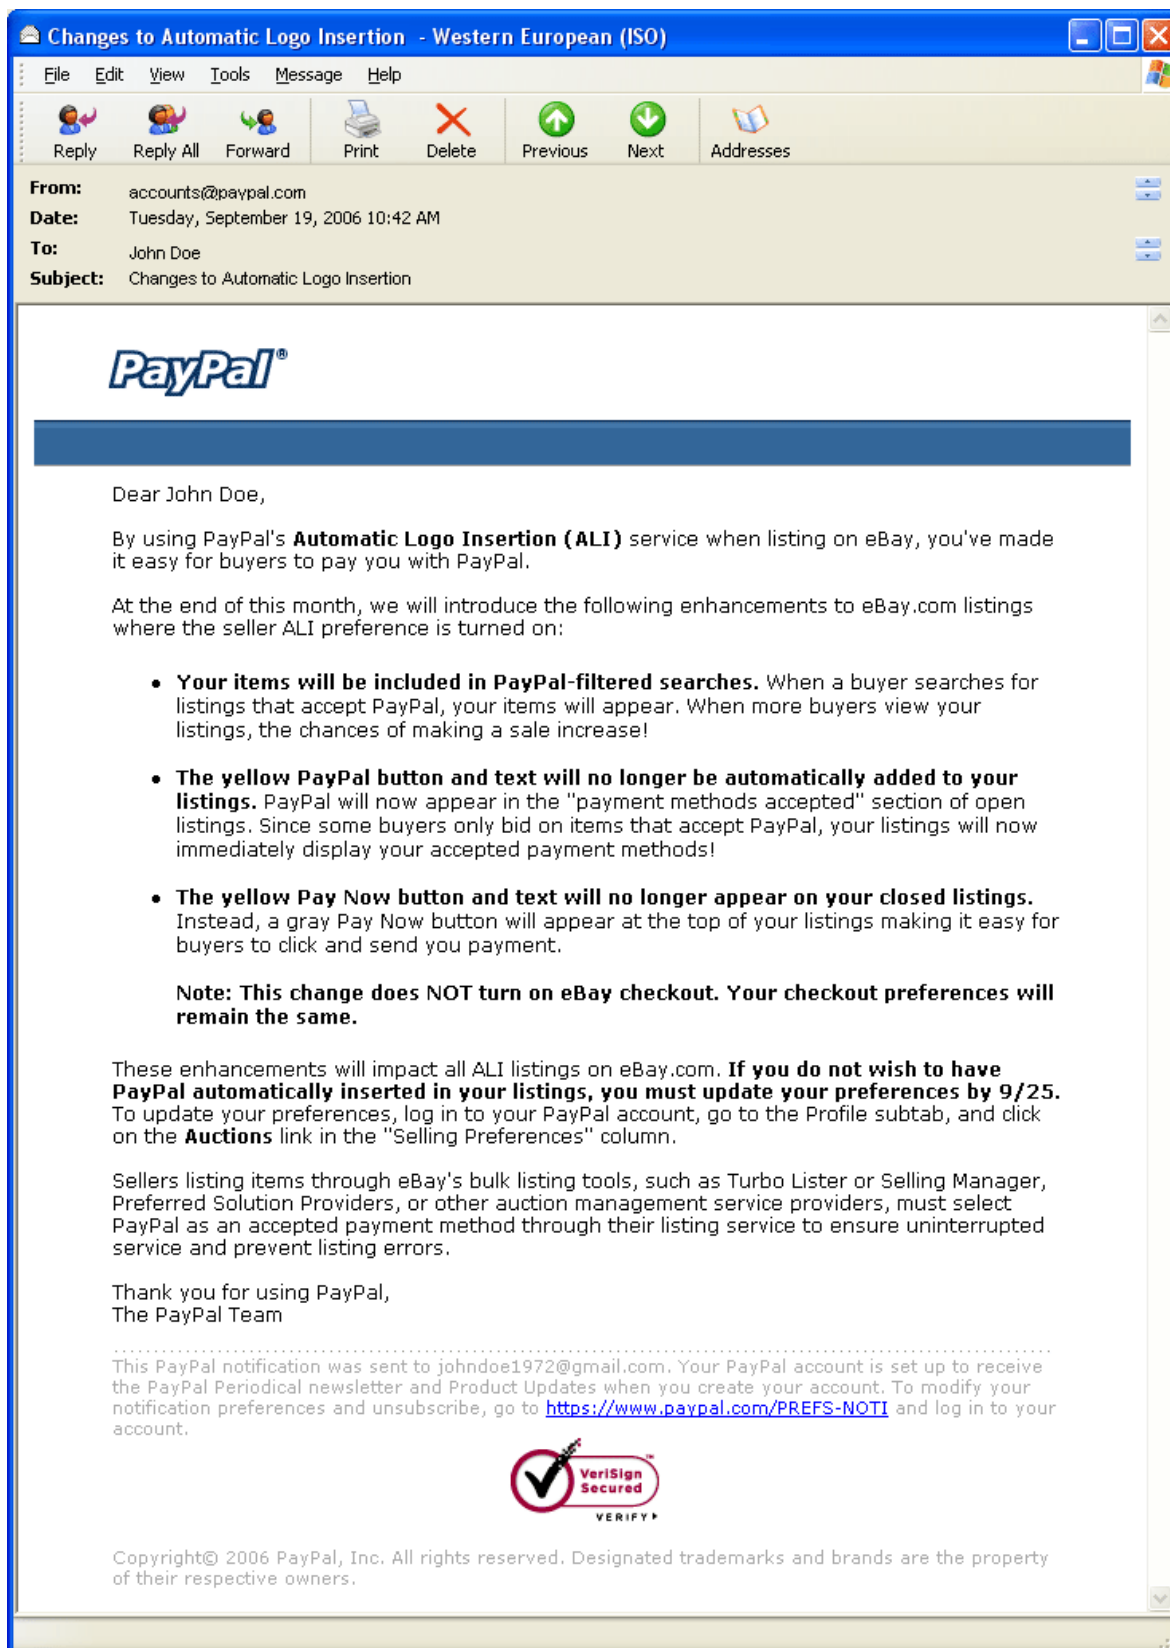 Changes to Automatic Logo Insertion - Western European (ISO)
File Edit View Tools Message Help
Reply Reply All Forward Print Delete Previous Next Addresses
From: accounts@paypal.com
Date: Tuesday, September 19, 2006 10:42 AM
To: John Doe
Subject: Changes to Automatic Logo Insertion
PayPal®
Dear John Doe,
By using PayPal's Automatic Logo Insertion (ALI) service when listing on eBay, you've made
it easy for buyers to pay you with PayPal.
At the end of this month, we will introduce the following enhancements to eBay.com listings
where the seller ALI preference is turned on:
• Your items will be included in PayPal-filtered searches. When a buyer searches for
listings that accept PayPal, your items will appear. When more buyers view your
listings, the chances of making a sale increase!
• The yellow PayPal button and text will no longer be automatically added to your
listings. PayPal will now appear in the "payment methods accepted" section of open
listings. Since some buyers only bid on items that accept PayPal, your listings will now
immediately display your accepted payment methods!
• The yellow Pay Now button and text will no longer appear on your closed listings.
Instead, a gray Pay Now button will appear at the top of your listings making it easy for
buyers to click and send you payment.
Note: This change does NOT turn on eBay checkout. Your checkout preferences will
remain the same.
These enhancements will impact all ALI listings on eBay.com. If you do not wish to have
PayPal automatically inserted in your listings, you must update your preferences by 9/25.
To update your preferences, log in to your PayPal account, go to the Profile subtab, and click
on the Auctions link in the "Selling Preferences" column.
Sellers listing items through eBay's bulk listing tools, such as Turbo Lister or Selling Manager,
Preferred Solution Providers, or other auction management service providers, must select
PayPal as an accepted payment method through their listing service to ensure uninterrupted
service and prevent listing errors.
Thank you for using PayPal,
The PayPal Team
This PayPal notification was sent to johndoe1972@gmail.com. Your PayPal account is set up to receive
the PayPal Periodical newsletter and Product Updates when you create your account. To modify your
notification preferences and unsubscribe, go to https://www.paypal.com/PREFS-NOTI and log in to your
account.
VeriSign™
Secured
VERIFY
Copyright© 2006 PayPal, Inc. All rights reserved. Designated trademarks and brands are the property
of their respective owners.